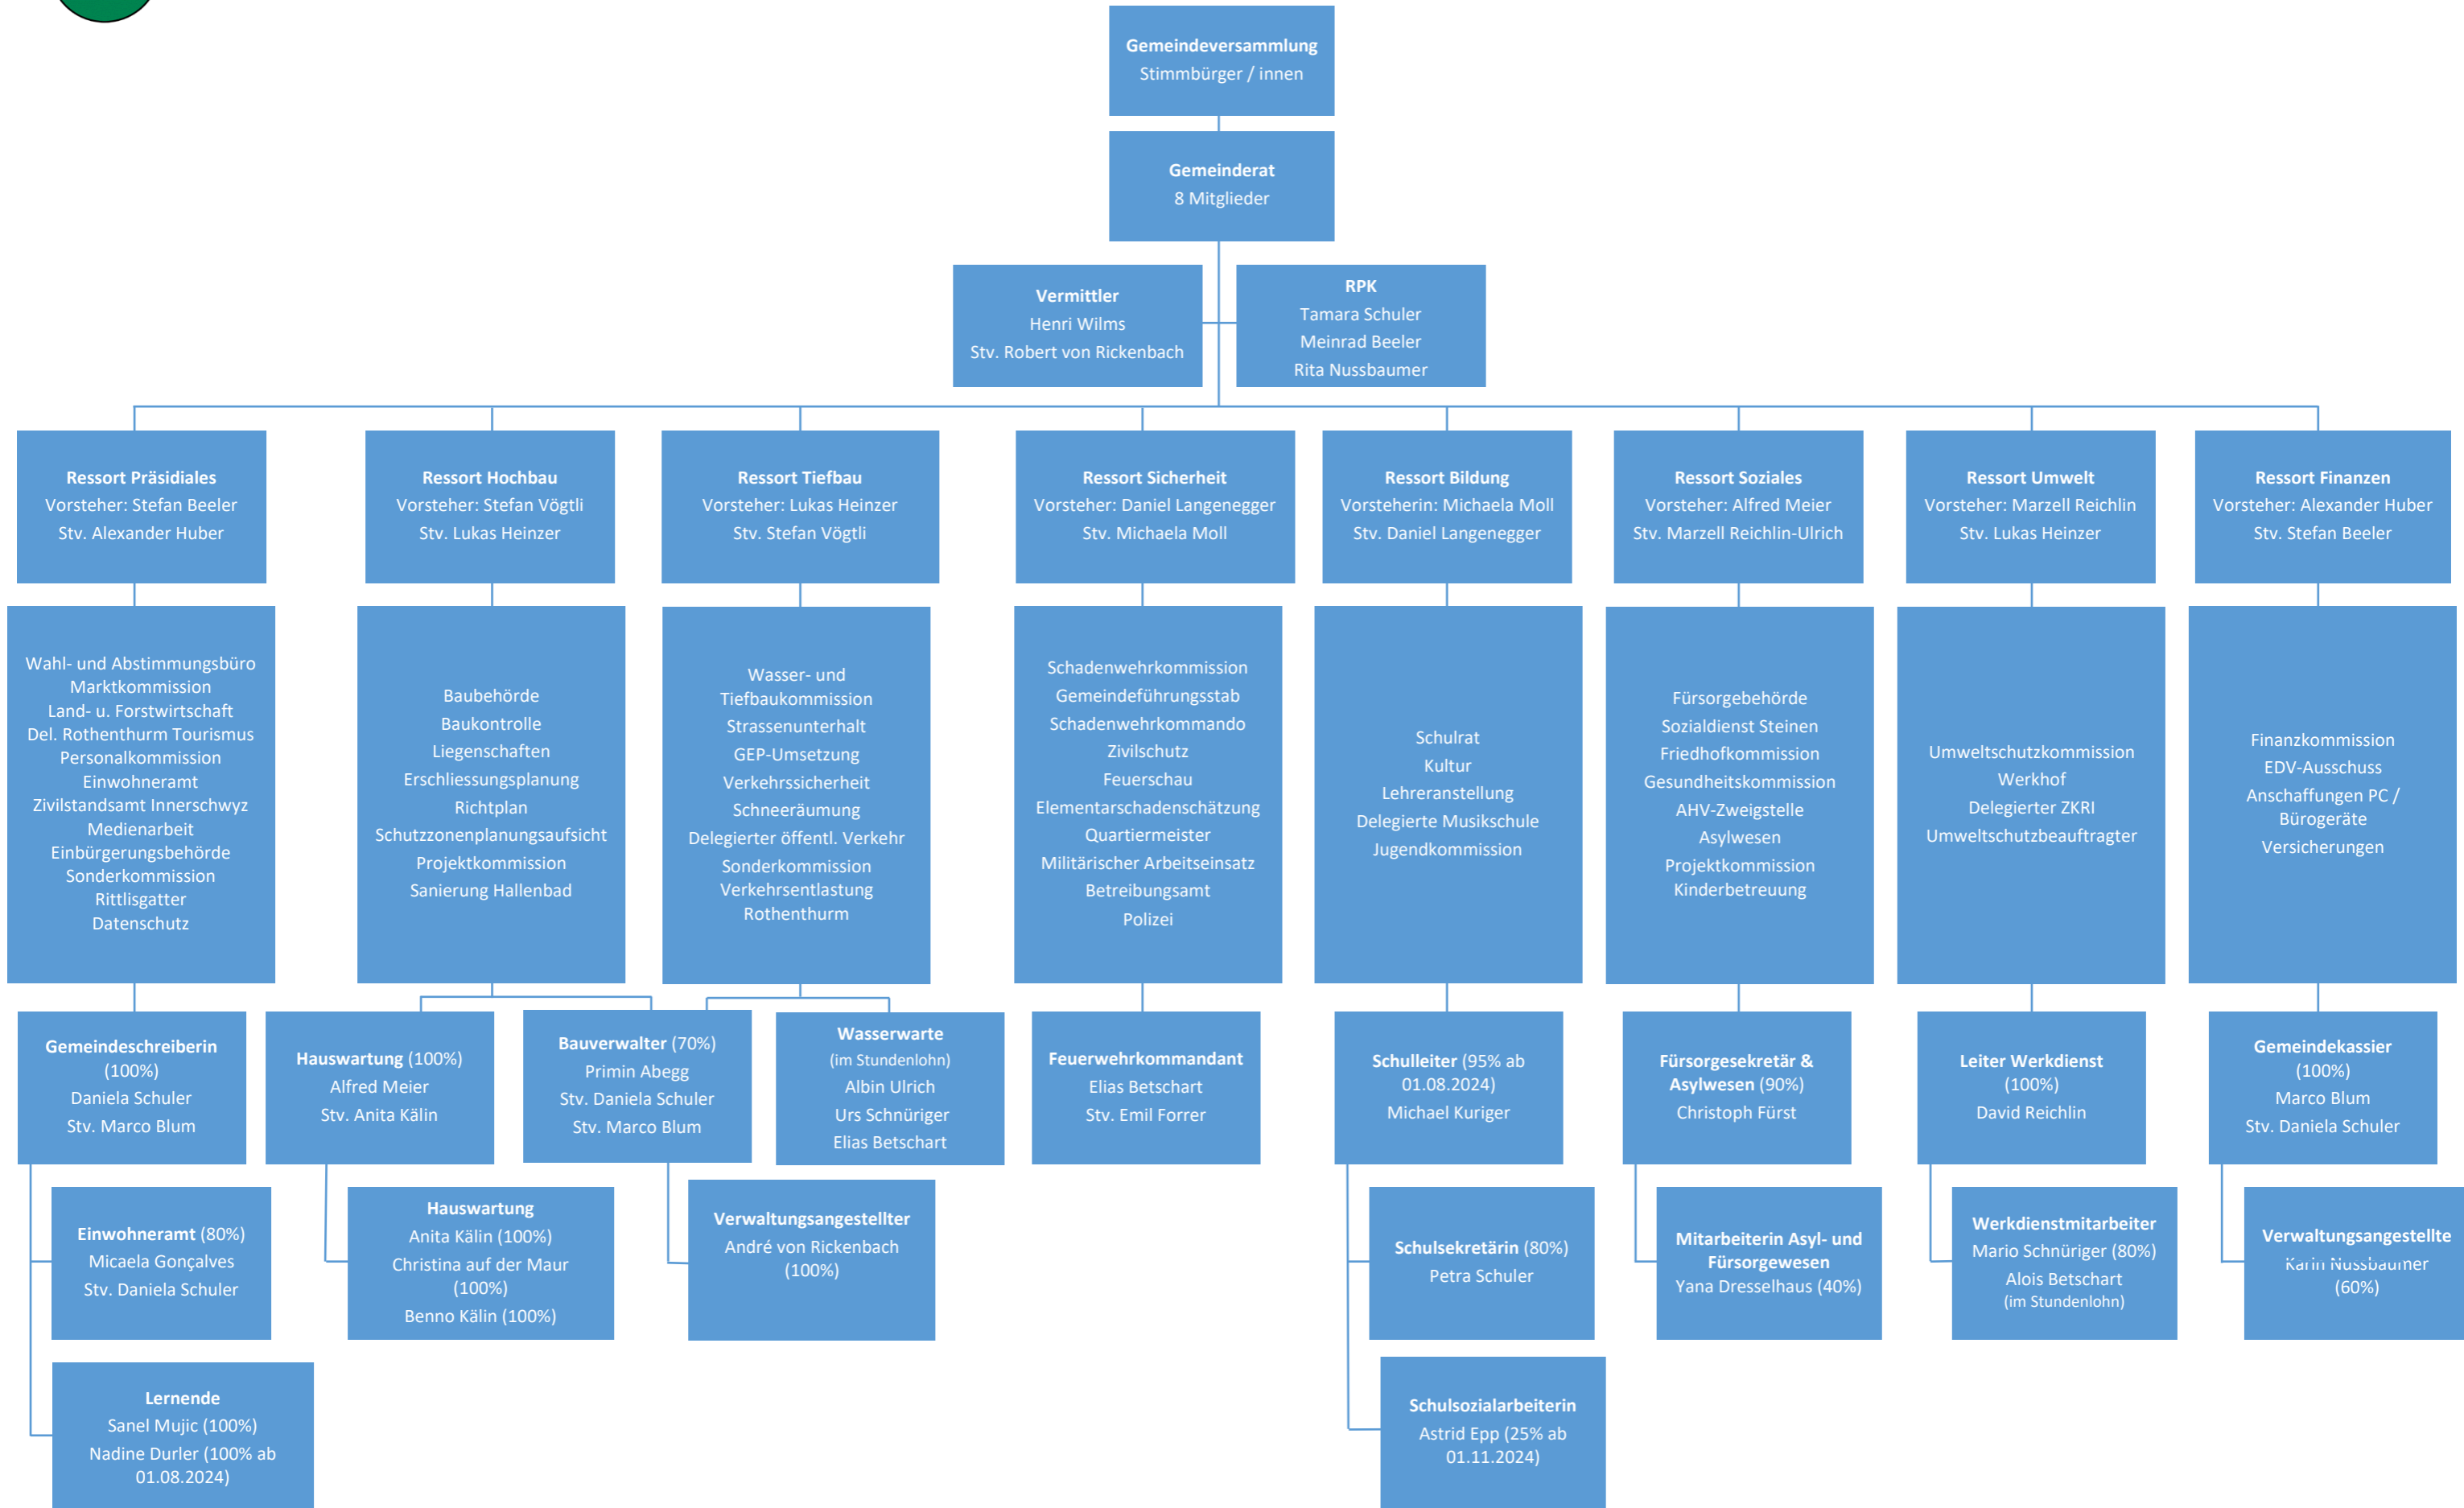 Gemeindeversammlung
Stimmbürger / innen
Gemeinderat
8 Mitglieder
Vermittler
Henri Wilms
Stv. Robert von Rickenbach
RPK
Tamara Schuler
Meinrad Beeler
Rita Nussbaumer
Ressort Präsidiales
Vorsteher: Stefan Beeler
Stv. Alexander Huber
Ressort Hochbau
Vorsteher: Stefan Vögtli
Stv. Lukas Heinzer
Ressort Tiefbau
Vorsteher: Lukas Heinzer
Stv. Stefan Vögtli
Ressort Sicherheit
Vorsteher: Daniel Langenegger
Stv. Michaela Moll
Ressort Bildung
Vorsteherin: Michaela Moll
Stv. Daniel Langenegger
Ressort Soziales
Vorsteher: Alfred Meier
Stv. Marzell Reichlin-Ulrich
Ressort Umwelt
Vorsteher: Marzell Reichlin
Stv. Lukas Heinzer
Ressort Finanzen
Vorsteher: Alexander Huber
Stv. Stefan Beeler
Wahl- und Abstimmungsbüro
Marktkommission
Land- u. Forstwirtschaft
Del. Rothenthurm Tourismus
Personalkommission
Einwohneramt
Zivilstandsamt Innerschwyz
Medienarbeit
Einbürgerungsbehörde
Sonderkommission
Rittlisgatter
Datenschutz
Baubehörde
Baukontrolle
Liegenschaften
Erschliessungsplanung
Richtplan
Schutzzonenplanungsaufsicht
Projektkommission
Sanierung Hallenbad
Wasser- und
Tiefbaukommission
Strassenunterhalt
GEP-Umsetzung
Verkehrssicherheit
Schneeräumung
Delegierter öffentl. Verkehr
Sonderkommission
Verkehrsentlastung
Rothenthurm
Schadenwehrkommission
Gemeindeführungsstab
Schadenwehrkommando
Zivilschutz
Feuerschau
Elementarschadenschätzung
Quartiermeister
Militärischer Arbeitseinsatz
Betreibungsamt
Polizei
Schulrat
Kultur
Lehreranstellung
Delegierte Musikschule
Jugendkommission
Fürsorgebehörde
Sozialdienst Steinen
Friedhofkommission
Gesundheitskommission
AHV-Zweigstelle
Asylwesen
Projektkommission
Kinderbetreuung
Umweltschutzkommission
Werkhof
Delegierter ZKRI
Umweltschutzbeauftragter
Finanzkommission
EDV-Ausschuss
Anschaffungen PC /
Bürogeräte
Versicherungen
Gemeindeschreiberin
(100%)
Daniela Schuler
Stv. Marco Blum
Hauswartung (100%)
Alfred Meier
Stv. Anita Kälin
Bauverwalter (70%)
Primin Abegg
Stv. Daniela Schuler
Stv. Marco Blum
Wasserwarte
(im Stundenlohn)
Albin Ulrich
Urs Schnüriger
Elias Betschart
Feuerwehrkommandant
Elias Betschart
Stv. Emil Forrer
Schulleiter (95% ab
01.08.2024)
Michael Kuriger
Fürsorgesekretär &
Asylwesen (90%)
Christoph Fürst
Leiter Werkdienst
(100%)
David Reichlin
Gemeindekassier
(100%)
Marco Blum
Stv. Daniela Schuler
Einwohneramt (80%)
Micaela Gonçalves
Stv. Daniela Schuler
Hauswartung
Anita Kälin (100%)
Christina auf der Maur
(100%)
Benno Kälin (100%)
Verwaltungsangestellter
André von Rickenbach
(100%)
Schulsekretärin (80%)
Petra Schuler
Mitarbeiterin Asyl- und
Fürsorgewesen
Yana Dresselhaus (40%)
Werkdienstmitarbeiter
Mario Schnüriger (80%)
Alois Betschart
(im Stundenlohn)
Verwaltungsangestellte
Karin Nussbaumer
(60%)
Lernende
Sanel Mujic (100%)
Nadine Durler (100% ab
01.08.2024)
Schulsozialarbeiterin
Astrid Epp (25% ab
01.11.2024)